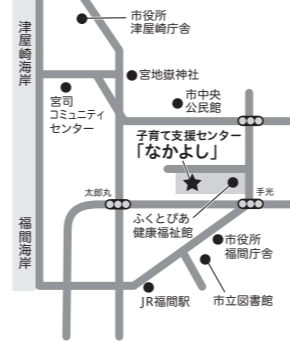 市役所
津屋崎庁舎
津屋崎海岸
宮地嶽神社
宮司
コミュニティ
センター
市中央
公民館
子育て支援センター
「なかよし」
太郎丸
手光
ふくとぴあ
健康福祉館
福間海岸
市役所
福間庁舎
JR福間駅
市立図書館